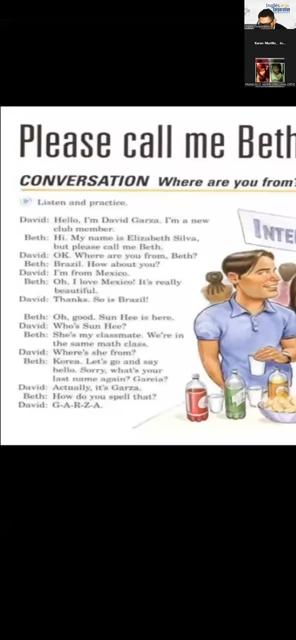 Inglés
Corporativo
Please call me Beth
CONVERSATION Where are you from?
Listen and practice.
David: Hello, I'm David Garza. I'm a new
club member.
Beth: Hi. My name is Elizabeth Silva,
but please call me Beth.
David: OK. Where are you from, Beth?
Beth: Brazil. How about you?
David: I'm from Mexico.
Beth: Oh, I love Mexico! It's really
beautiful.
David: Thanks. So is Brazil!
Beth: Oh, good. Sun Hee is here.
David: Who's Sun Hee?
Beth: She's my classmate. We're in
the same math class.
David: Where's she from?
Beth: Korea. Let's go and say
hello. Sorry, what's your
last name again? Garcia?
David: Actually, it's Garza.
Beth: How do you spell that?
David: G-A-R-Z-A.
INTE